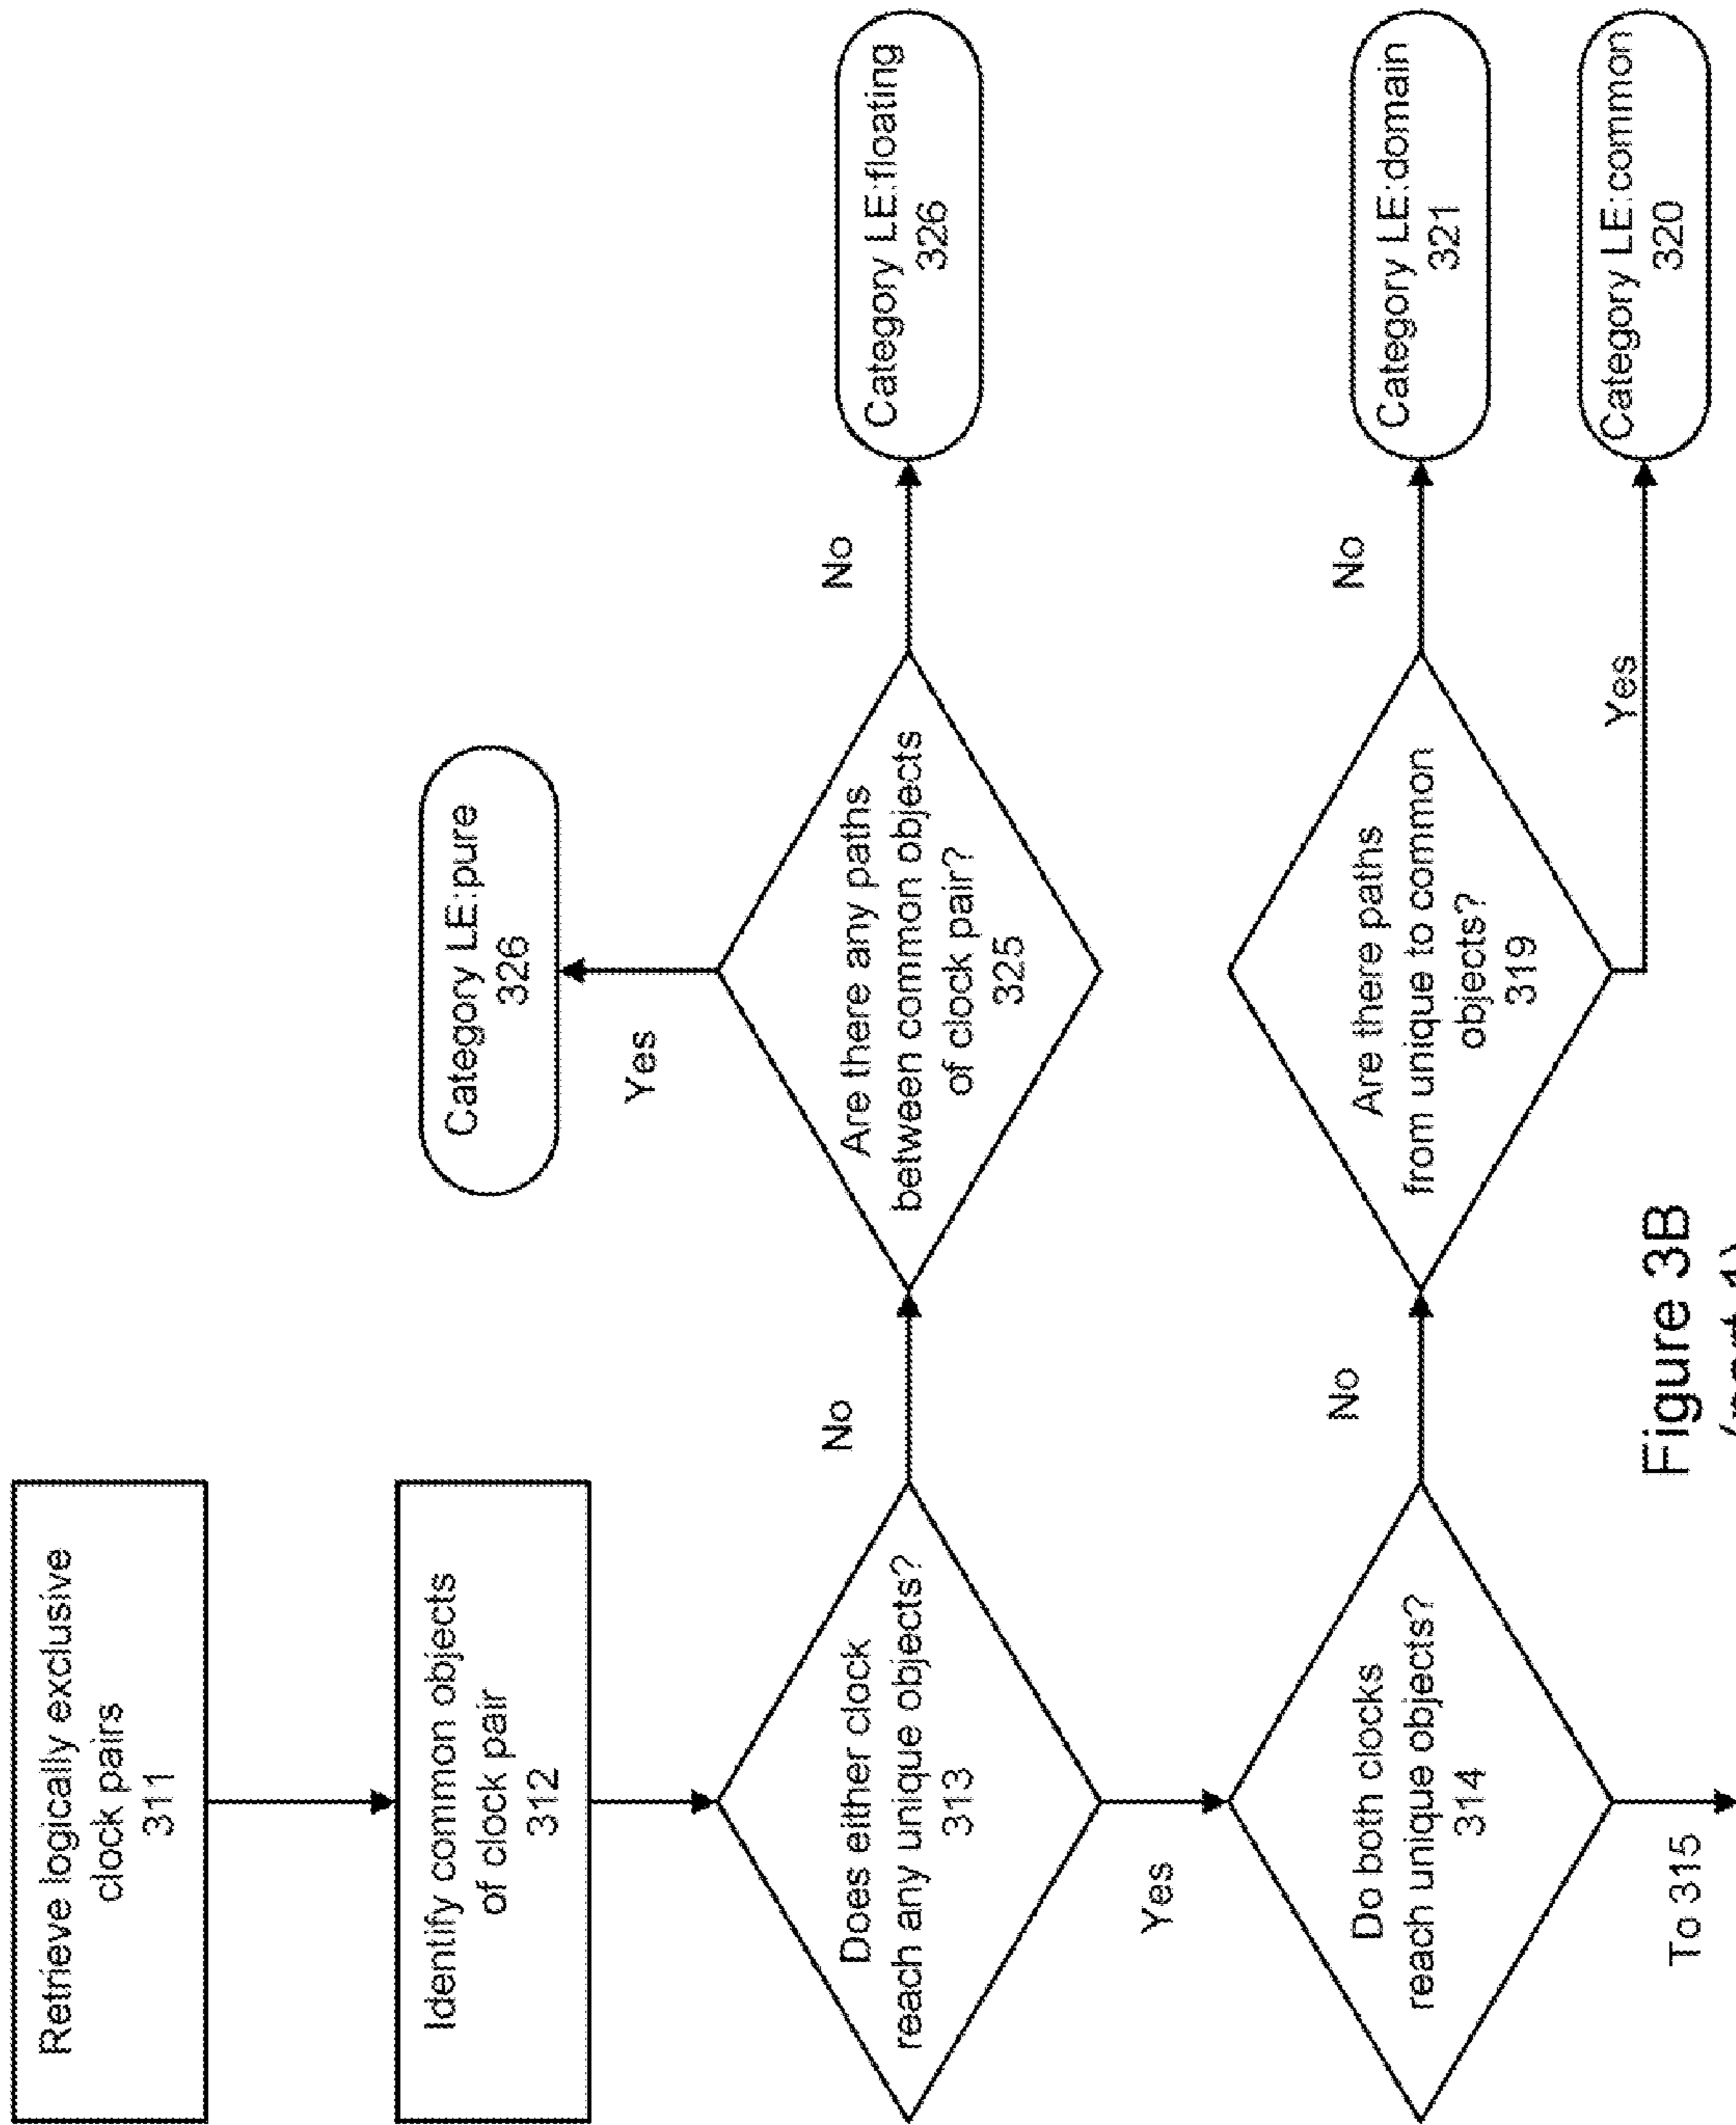 Retrieve logically exclusive
clock pairs
311
Identify common objects
of clock pair
312
Category LE:pure
326
Yes
Does either clock
reach any unique objects?
313
No
Are there any paths
between common objects
of clock pair?
325
No
Category LE:floating
326
Yes
Do both clocks
reach unique objects?
314
No
Are there paths
from unique to common
objects?
319
No
Category LE:domain
321
Yes
Category LE:common
320
To 315
Figure 3B
(part 1)